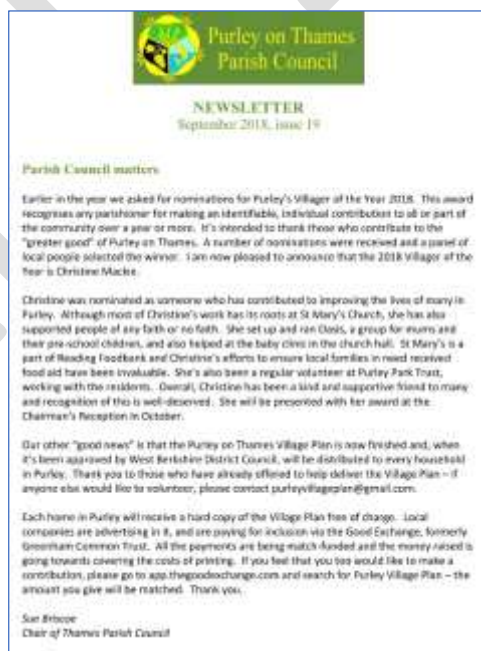 Purley on Thames
Parish Council
NEWSLETTER
September 2018, issue 19
Parish Council matters
Earlier in the year we asked for nominations for Purley's Villager of the Year 2018. This award
recognises any parishioner for making an identifiable, individual contribution to all or part of
the community over a year or more. It's intended to thank those who contribute to the
"greater good" of Purley on Thames. A number of nominations were received and a panel of
local people selected the winner. I am now pleased to announce that the 2018 Villager of the
Year is Christine Mackie.
Christine was nominated as someone who has contributed to improving the lives of many in
Purley. Although most of Christine's work has its roots at St Mary's Church, she has also
supported people of any faith or no faith. She set up and ran Oasis, a group for mums and
their pre-school children, and also helped at the baby clinic in the church hall. St Mary's is a
part of Reading Foodbank and Christine's efforts to ensure local families in need received
food aid have been invaluable. She's also been a regular volunteer at Purley Park Trust,
working with the residents. Overall, Christine has been a kind and supportive friend to many
and recognition of this is well-deserved. She will be presented with her award at the
Chairman's Reception in October.
Our other "good news" is that the Purley on Thames Village Plan is now finished and, when
it's been approved by West Berkshire District Council, will be distributed to every household
in Purley. Thank you to those who have already offered to help deliver the Village Plan – if
anyone else would like to volunteer, please contact purleyvillageplan@gmail.com.
Each home in Purley will receive a hard copy of the Village Plan free of charge. Local
companies are advertising in it, and are paying for inclusion via the Good Exchange, formerly
Greenham Common Trust. All the payments are being match-funded and the money raised is
going towards covering the costs of printing. If you feel that you too would like to make a
contribution, please go to app.thegoodexchange.com and search for Purley Village Plan – the
amount you give will be matched. Thank you.
Sue Briscoe
Chair of Thames Parish Council